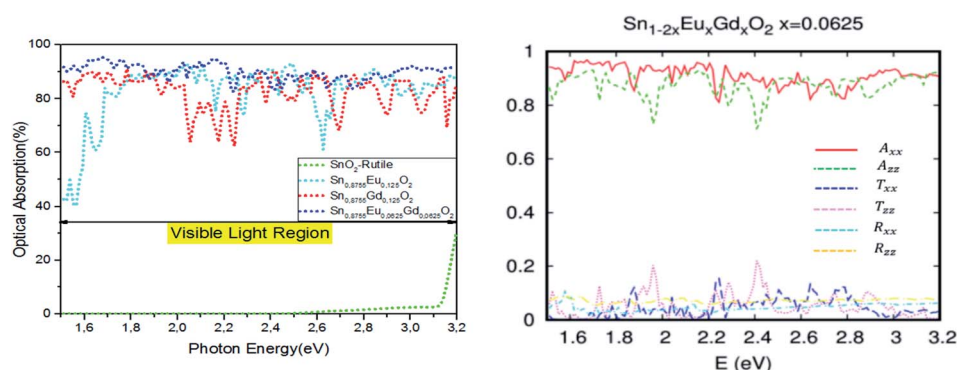 Optical Absorption(%)
100
80
60
40
20
0
SnO₂-Rutile
Sn₀,₈₇₅₅Eu₀,₁₂₅O₂
Sn₀,₈₇₅₅Gd₀,₁₂₅O₂
Sn₀,₈₇₅₅Eu₀,₀₆₂₅Gd₀,₀₆₂₅O₂
Visible Light Region
1,6 1,8 2,0 2,2 2,4 2,6 2,8 3,0 3,2
Photon Energy(eV)
Sn₁₋₂ₓEuₓGdₓO₂ x=0.0625
1
0.8
0.6
0.4
0.2
0
Aₓₓ
A_zz
Tₓₓ
T_zz
Rₓₓ
R_zz
1.6 1.8 2 2.2 2.4 2.6 2.8 3 3.2
E (eV)